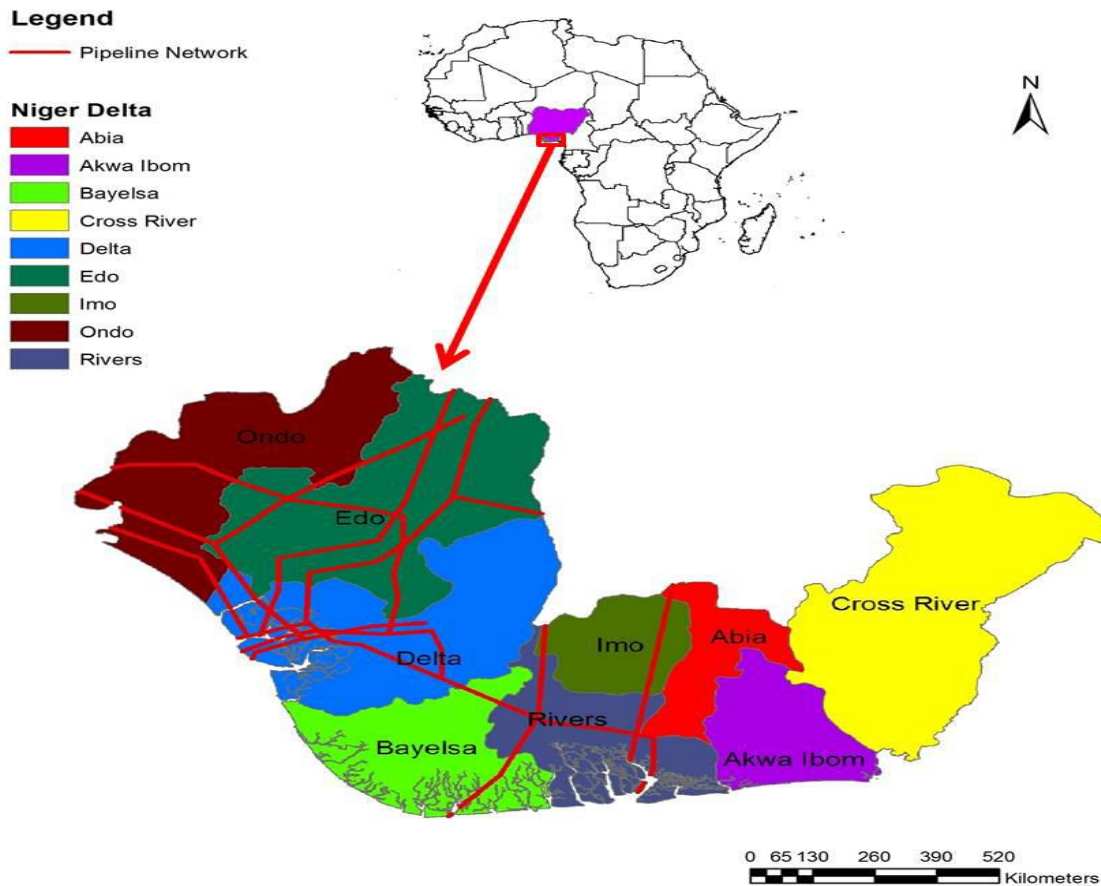 Legend
Pipeline Network
Niger Delta
Abia
Akwa Ibom
Bayelsa
Cross River
Delta
Edo
Imo
Ondo
Rivers
N
Ondo
Edo
Cross River
Imo
Abia
Delta
Rivers
Bayelsa
Akwa Ibom
0 65 130 260 390 520
Kilometers